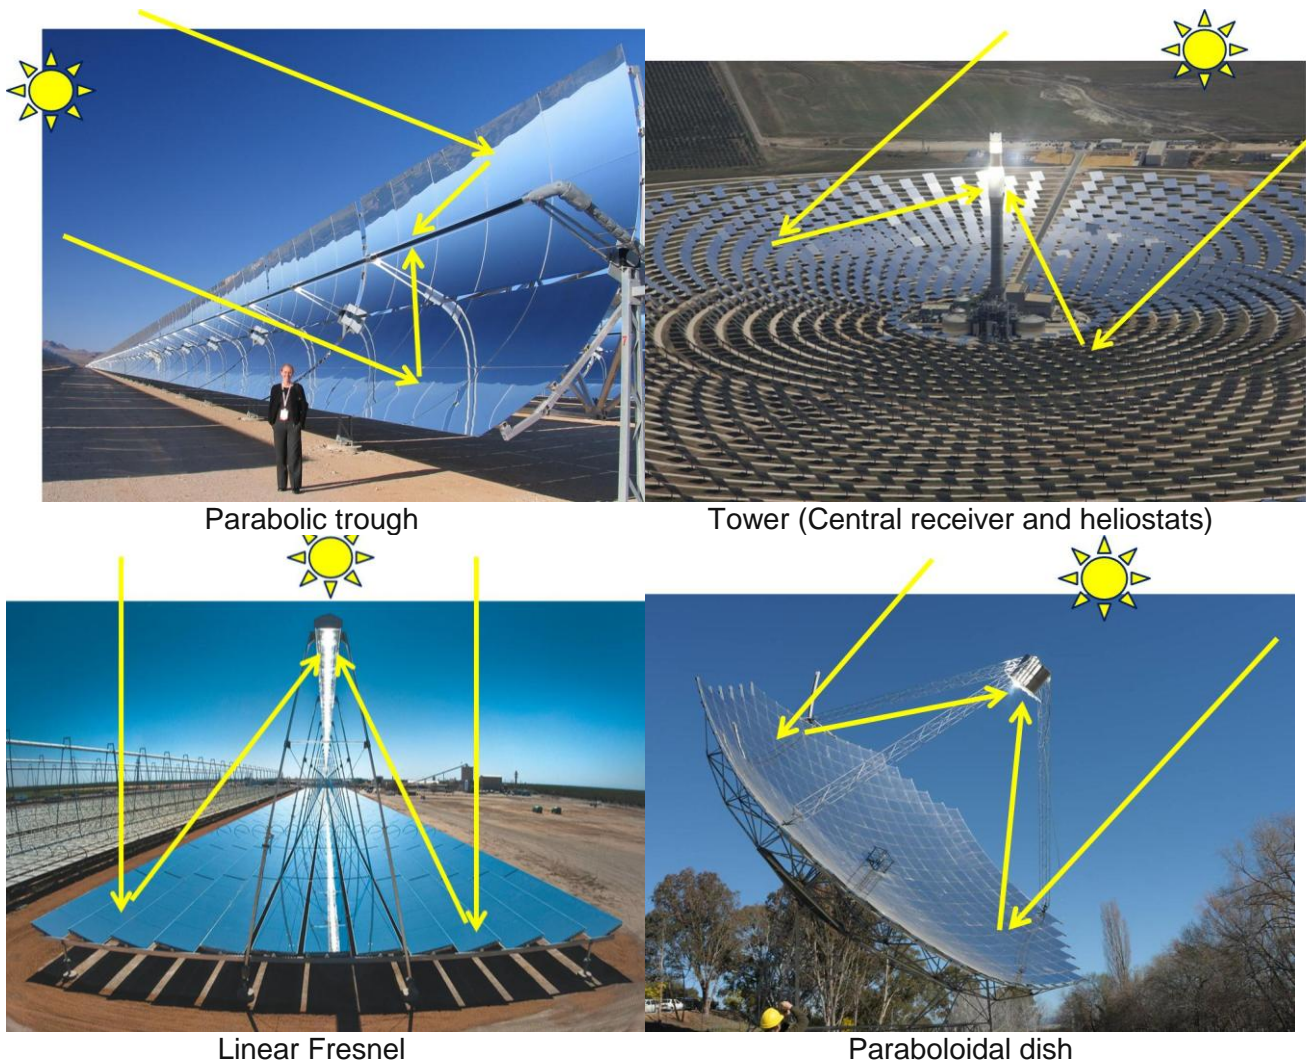 Parabolic trough
Tower (Central receiver and heliostats)
Linear Fresnel
Paraboloidal dish